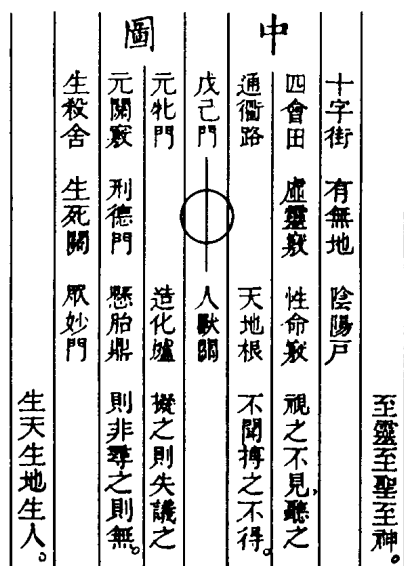 中圖
至靈至聖至神。
十字街 有無地 陰陽戶
四會田 虛靈竅 性命竅 視之不見,聽之
通衢路 天地根 不聞搏之不得。
戊己門 人獸關
元牝門 造化爐 擬之則失議之
元關竅 刑德門 懸胎鼎 則非尋之則無。
生殺舍 生死關 眾妙門
生天生地生人。